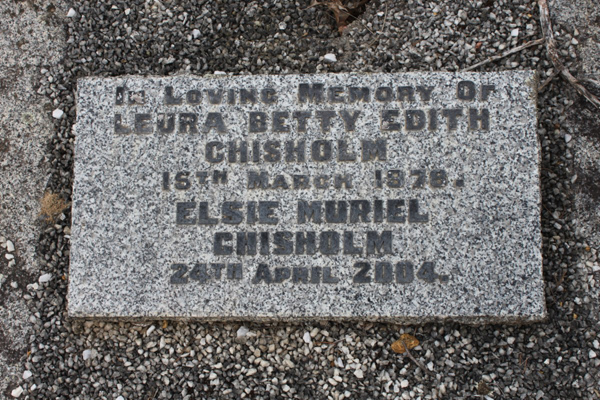 In Loving Memory Of
LEURA BETTY EDITH
CHISHOLM
15TH March 1978.
ELSIE MURIEL
CHISHOLM
24TH April 2004.